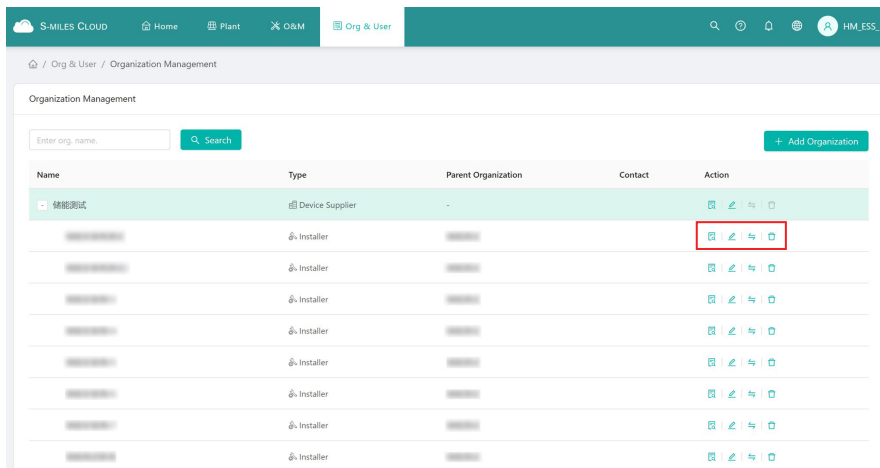 S-MILES CLOUD Home Plant O&M Org & User HM_ESS_
/ Org & User / Organization Management
Organization Management
Enter org. name. Search + Add Organization
Name Type Parent Organization Contact Action
- 储能测试 Device Supplier -
Installer
Installer
Installer
Installer
Installer
Installer
Installer
Installer